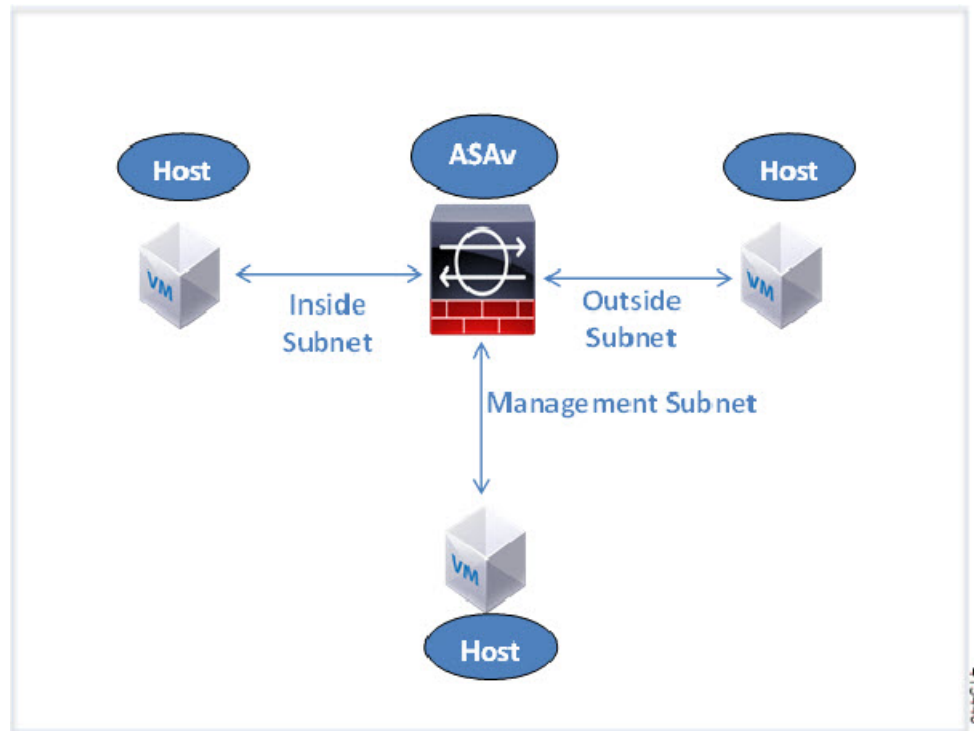 Host
ASAv
Host
VM
VM
Inside
Subnet
Outside
Subnet
Management Subnet
VM
Host